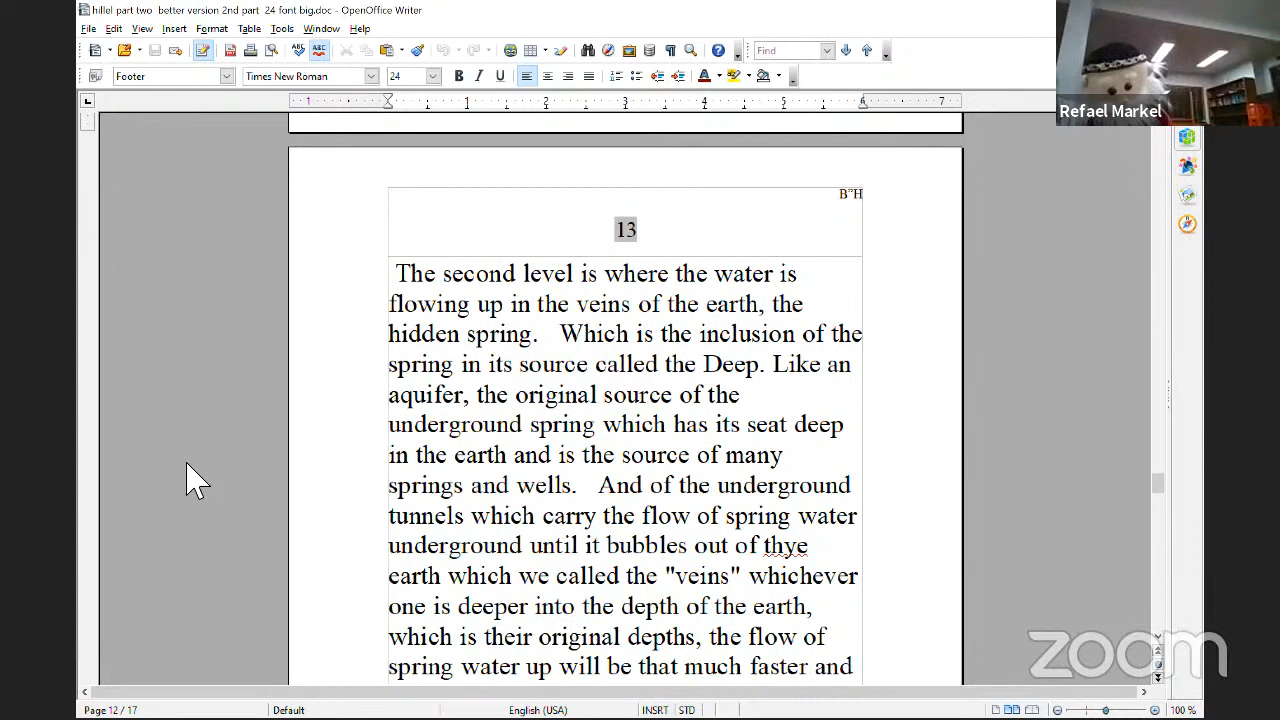 hillel part two better version 2nd part 24 font big.doc - OpenOffice Writer
File Edit View Insert Format Table Tools Window Help
Find
Footer Times New Roman 24 B I U
1 1 2 3 4 5 6 7
Refael Markel
B"H
13
The second level is where the water is
flowing up in the veins of the earth, the
hidden spring. Which is the inclusion of the
spring in its source called the Deep. Like an
aquifer, the original source of the
underground spring which has its seat deep
in the earth and is the source of many
springs and wells. And of the underground
tunnels which carry the flow of spring water
underground until it bubbles out of thye
earth which we called the "veins" whichever
one is deeper into the depth of the earth,
which is their original depths, the flow of
spring water up will be that much faster and
zoom
Page 12 / 17 Default English (USA) INSRT STD 100 %